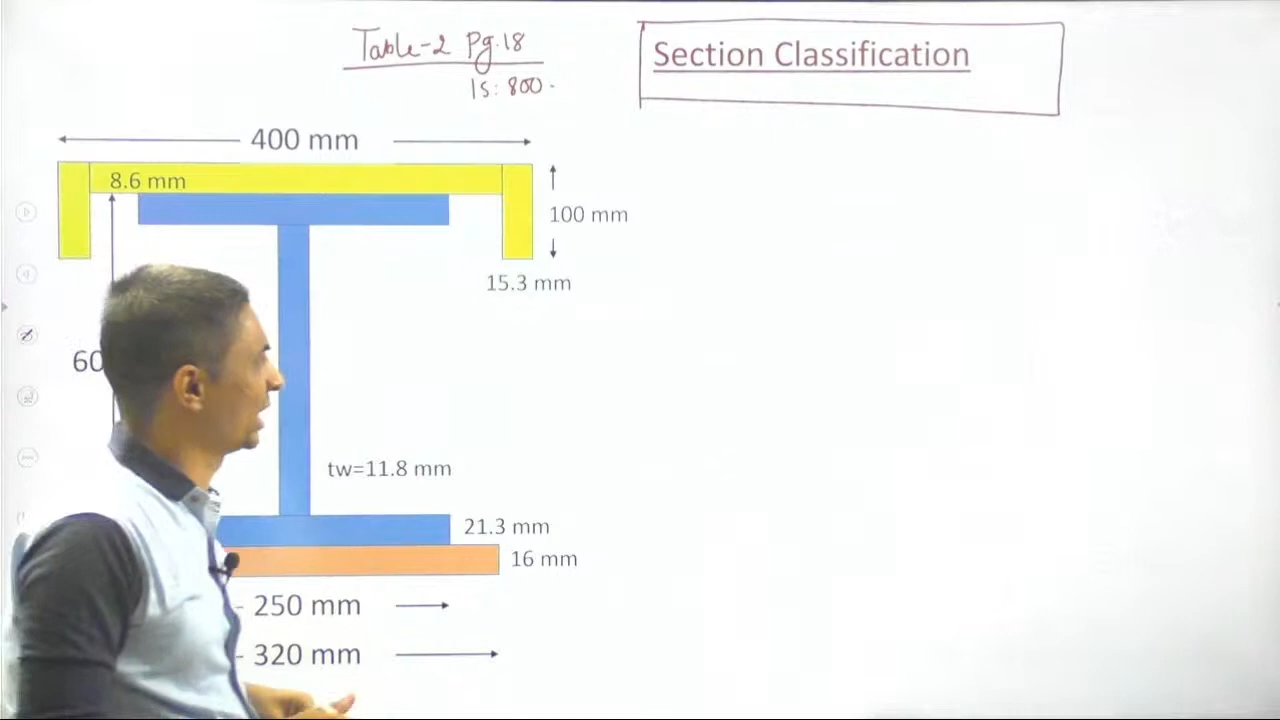 Table-2 Pg.18
IS: 800.
Section Classification
400 mm
8.6 mm
100 mm
15.3 mm
60
tw=11.8 mm
21.3 mm
16 mm
250 mm
320 mm